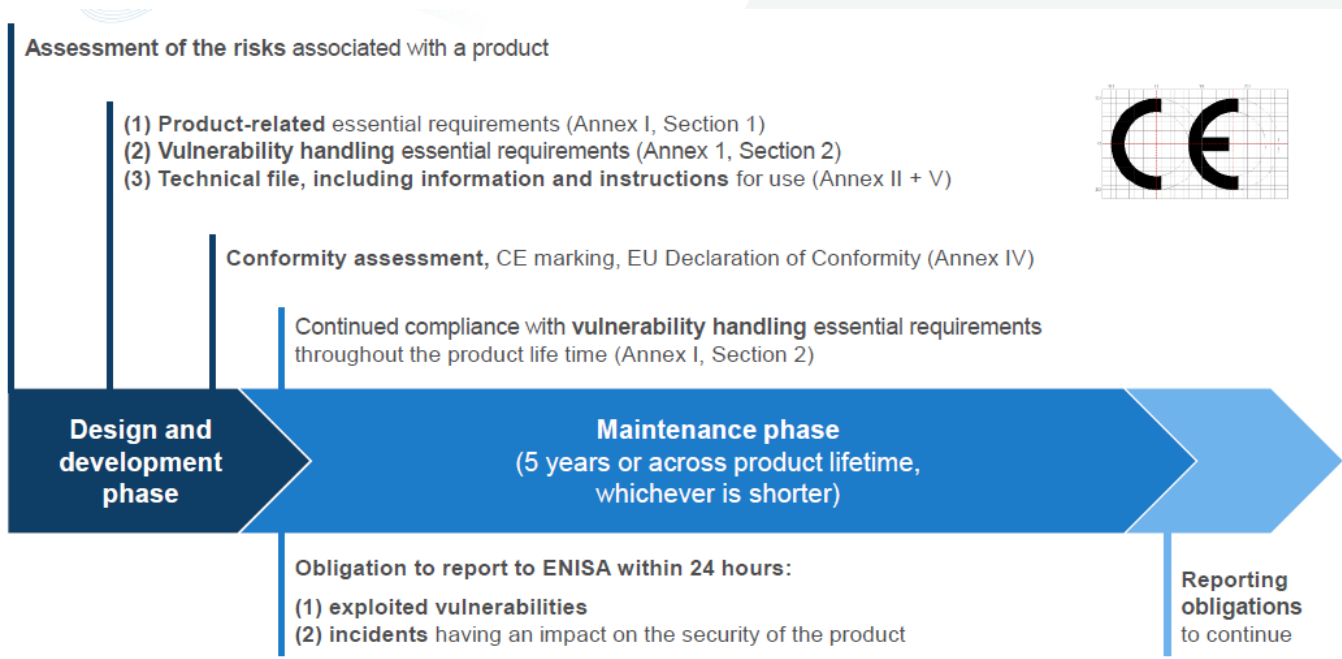 Assessment of the risks associated with a product
(1) Product-related essential requirements (Annex I, Section 1)
(2) Vulnerability handling essential requirements (Annex 1, Section 2)
(3) Technical file, including information and instructions for use (Annex II + V)
CE
Conformity assessment, CE marking, EU Declaration of Conformity (Annex IV)
Continued compliance with vulnerability handling essential requirements
throughout the product life time (Annex I, Section 2)
Design and
development
phase
Maintenance phase
(5 years or across product lifetime,
whichever is shorter)
Obligation to report to ENISA within 24 hours:
(1) exploited vulnerabilities
(2) incidents having an impact on the security of the product
Reporting
obligations
to continue